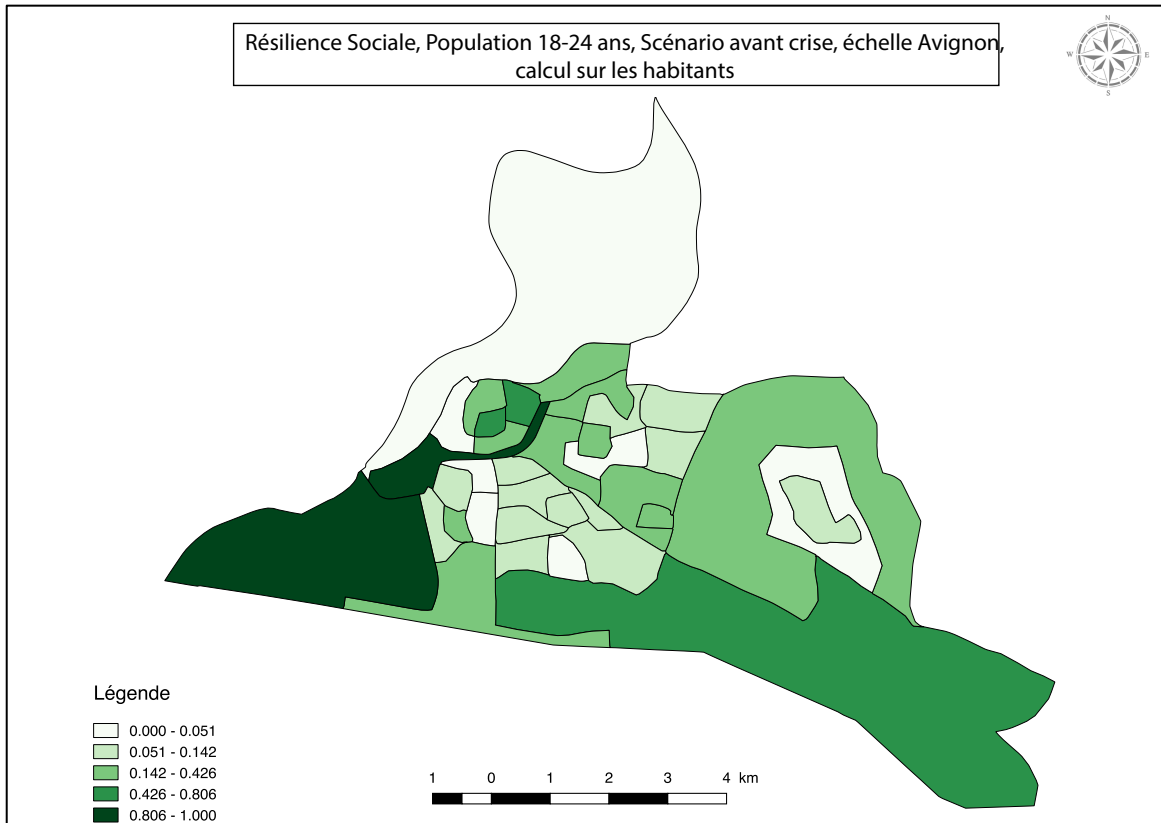 Résilience Sociale, Population 18-24 ans, Scénario avant crise, échelle Avignon,
calcul sur les habitants
N
W
E
S
Légende
0.000 - 0.051
0.051 - 0.142
0.142 - 0.426
0.426 - 0.806
0.806 - 1.000
1 0 1 2 3 4 km